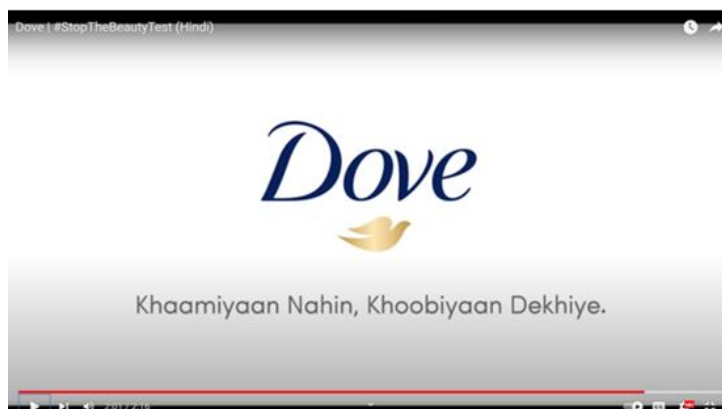 Dove | #StopTheBeautyTest (Hindi)
Dove
Khaamiyaan Nahin, Khoobiyaan Dekhiye.